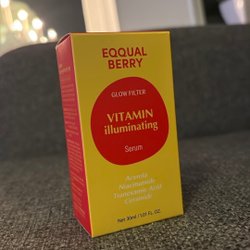 EQQUAL
BERRY
GLOW FILTER
VITAMIN
illuminating
Serum
Acerola
Niacinamide
Tranexamic Acid
Ceramide
Net 30ml / 1.01 FL. OZ.